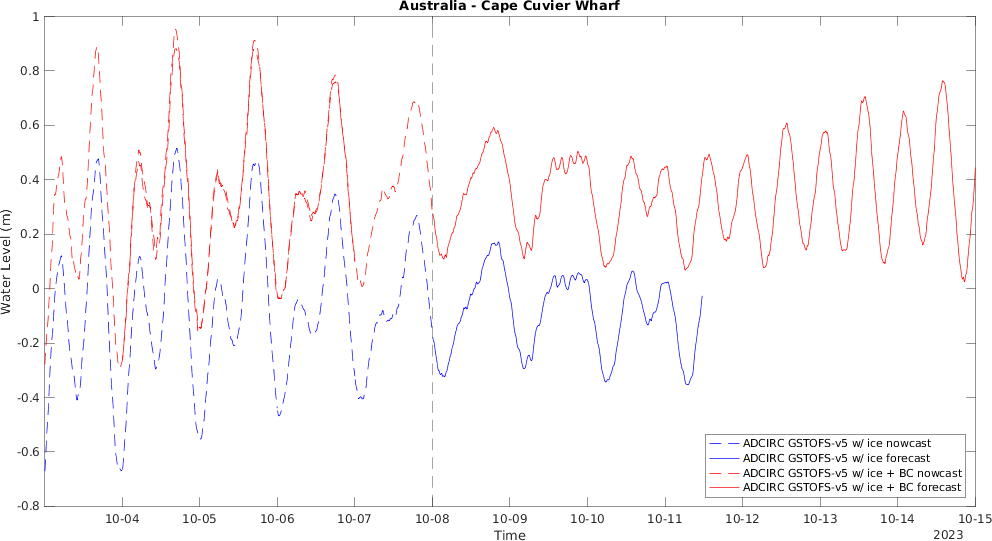 Australia - Cape Cuvier Wharf
1
0.8
0.6
0.4
0.2
0
-0.2
-0.4
-0.6
-0.8
Water Level (m)
ADCIRC GSTOFS-v5 w/ ice nowcast
ADCIRC GSTOFS-v5 w/ ice forecast
ADCIRC GSTOFS-v5 w/ ice + BC nowcast
ADCIRC GSTOFS-v5 w/ ice + BC forecast
10-04 10-05 10-06 10-07 10-08 10-09 10-10 10-11 10-12 10-13 10-14 10-15
Time
2023